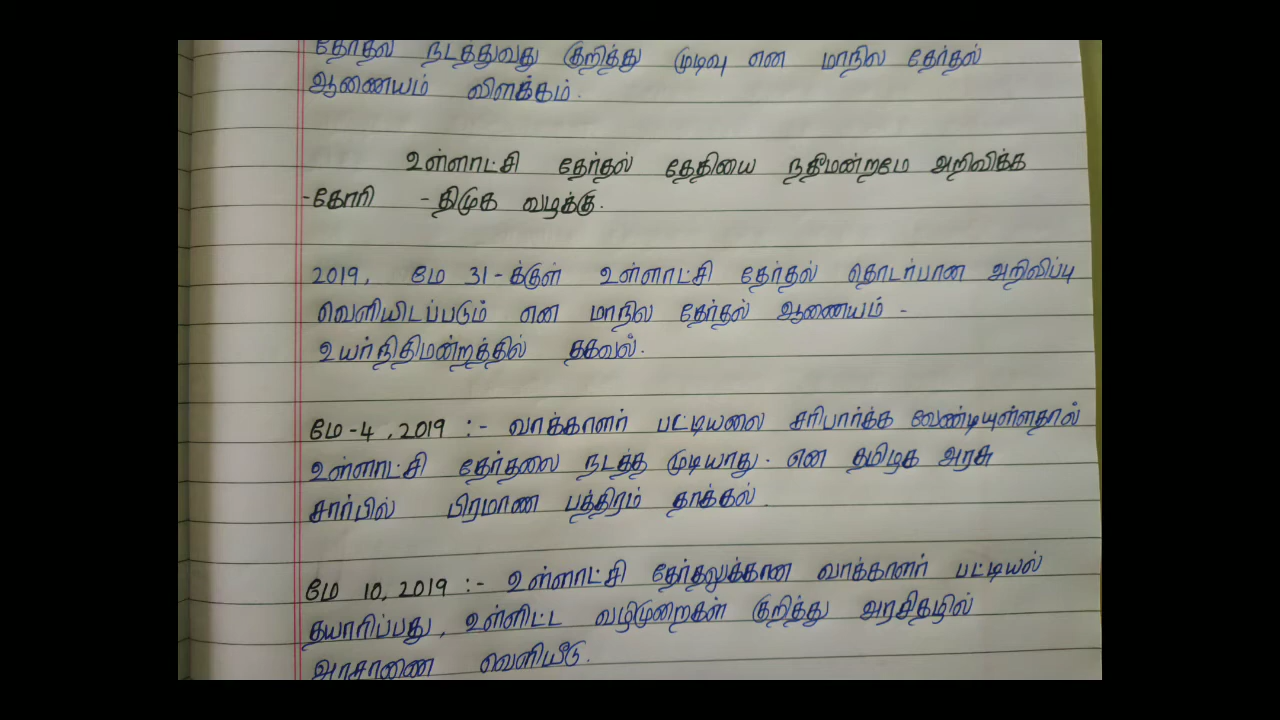 தேர்தல் நடத்துவது குறித்து முடிவு என மாநில தேர்தல்
ஆணையம் விளக்கம்.
உள்ளாட்சி தேர்தல் தேதியை நதீமன்றமே அறிவிக்க
-கோரி - திமுக வழக்கு.
2019, மே 31-க்குள் உள்ளாட்சி தேர்தல் தொடர்பான அறிவிப்பு
வெளியிடப்படும் என மாநில தேர்தல் ஆணையம் -
உயர்நிதிமன்றத்தில் தகவல்.
மே-4, 2019 :- வாக்காளர் பட்டியலை சரிபார்க்க வேண்டியுள்ளதால்
உள்ளாட்சி தேர்தலை நடத்த முடியாது. என தமிழக அரசு
சார்பில் பிரமாண பத்திரம் தாக்கல்.
மே 10, 2019 :- உள்ளாட்சி தேர்தலுக்கான வாக்காளர் பட்டியல்
தயாரிப்பது, உள்ளிட்ட வழிமுறைகள் குறித்து அரசிதழில்
அரசாணை வெளியீடு.